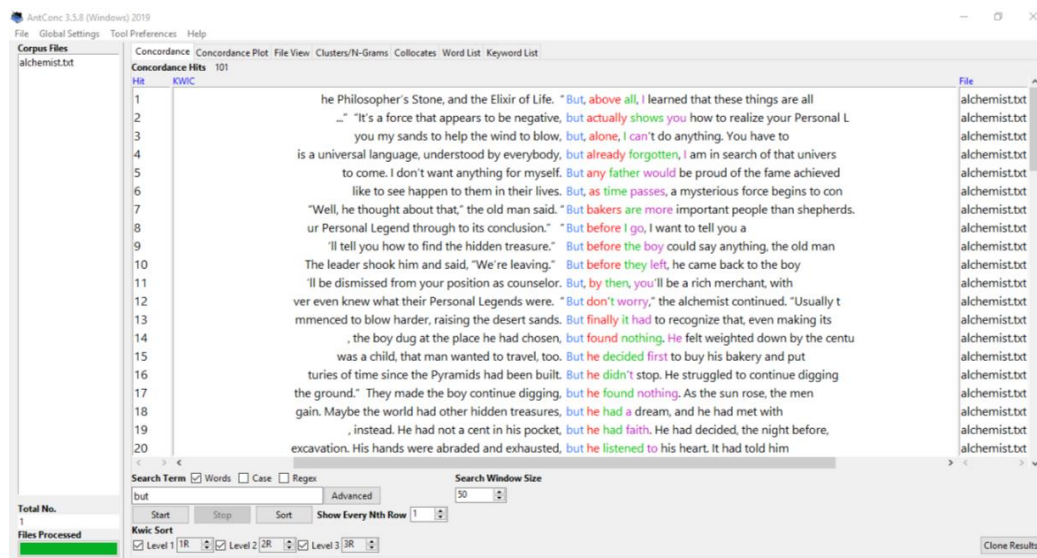 AntConc 3.5.8 (Windows) 2019
File Global Settings Tool Preferences Help
Corpus Files
alchemist.txt
Concordance Concordance Plot File View Clusters/N-Grams Collocates Word List Keyword List
Concordance Hits 101
Hit KWIC File
1 he Philosopher's Stone, and the Elixir of Life. "But, above all, I learned that these things are all alchemist.txt
2 ..." "It's a force that appears to be negative, but actually shows you how to realize your Personal L alchemist.txt
3 you my sands to help the wind to blow, but, alone, I can't do anything. You have to alchemist.txt
4 is a universal language, understood by everybody, but already forgotten, I am in search of that univers alchemist.txt
5 to come. I don't want anything for myself. But any father would be proud of the fame achieved alchemist.txt
6 like to see happen to them in their lives. But, as time passes, a mysterious force begins to con alchemist.txt
7 "Well, he thought about that," the old man said. "But bakers are more important people than shepherds. alchemist.txt
8 ur Personal Legend through to its conclusion." "But before I go, I want to tell you a alchemist.txt
9 'll tell you how to find the hidden treasure." But before the boy could say anything, the old man alchemist.txt
10 The leader shook him and said, "We're leaving." But before they left, he came back to the boy alchemist.txt
11 'll be dismissed from your position as counselor. But, by then, you'll be a rich merchant, with alchemist.txt
12 ver even knew what their Personal Legends were. "But don't worry," the alchemist continued. "Usually t alchemist.txt
13 mmenced to blow harder, raising the desert sands. But finally it had to recognize that, even making its alchemist.txt
14 , the boy dug at the place he had chosen, but found nothing. He felt weighted down by the centu alchemist.txt
15 was a child, that man wanted to travel, too. But he decided first to buy his bakery and put alchemist.txt
16 turies of time since the Pyramids had been built. But he didn't stop. He struggled to continue digging alchemist.txt
17 the ground." They made the boy continue digging, but he found nothing. As the sun rose, the men alchemist.txt
18 gain. Maybe the world had other hidden treasures, but he had a dream, and he had met with alchemist.txt
19 , instead. He had not a cent in his pocket, but he had faith. He had decided, the night before, alchemist.txt
20 excavation. His hands were abraded and exhausted, but he listened to his heart. It had told him alchemist.txt
Search Term Words Case Regex Search Window Size
but Advanced 50
Start Stop Sort Show Every Nth Row 1
Kwic Sort
Level 1 1R Level 2 2R Level 3 3R
Total No.
1
Files Processed
Clone Results